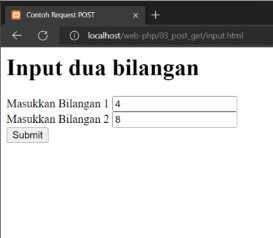 Contoh Request POST
localhost/web-php/03_post_get/input.html
Input dua bilangan
Masukkan Bilangan 1 4
Masukkan Bilangan 2 8
Submit